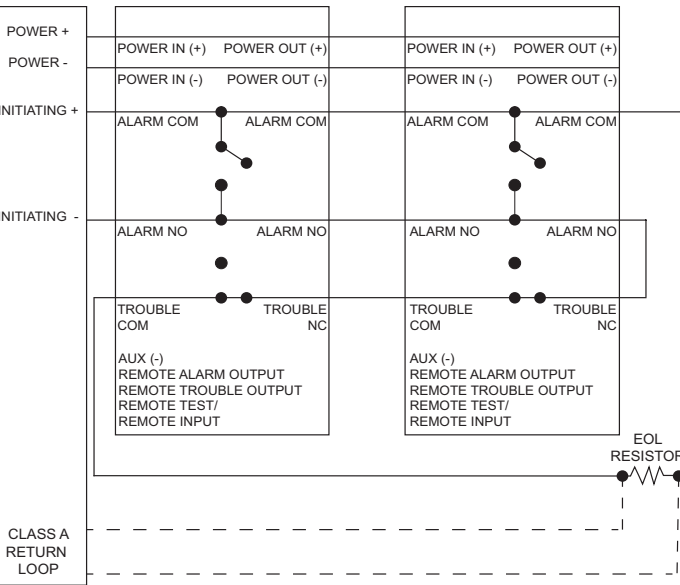 POWER +
POWER -
INITIATING +
INITIATING -
POWER IN (+) POWER OUT (+)
POWER IN (-) POWER OUT (-)
ALARM COM ALARM COM
ALARM NO ALARM NO
TROUBLE COM TROUBLE NC
AUX (-)
REMOTE ALARM OUTPUT
REMOTE TROUBLE OUTPUT
REMOTE TEST/
REMOTE INPUT
POWER IN (+) POWER OUT (+)
POWER IN (-) POWER OUT (-)
ALARM COM ALARM COM
ALARM NO ALARM NO
TROUBLE COM TROUBLE NC
AUX (-)
REMOTE ALARM OUTPUT
REMOTE TROUBLE OUTPUT
REMOTE TEST/
REMOTE INPUT
EOL
RESISTOR
CLASS A
RETURN
LOOP